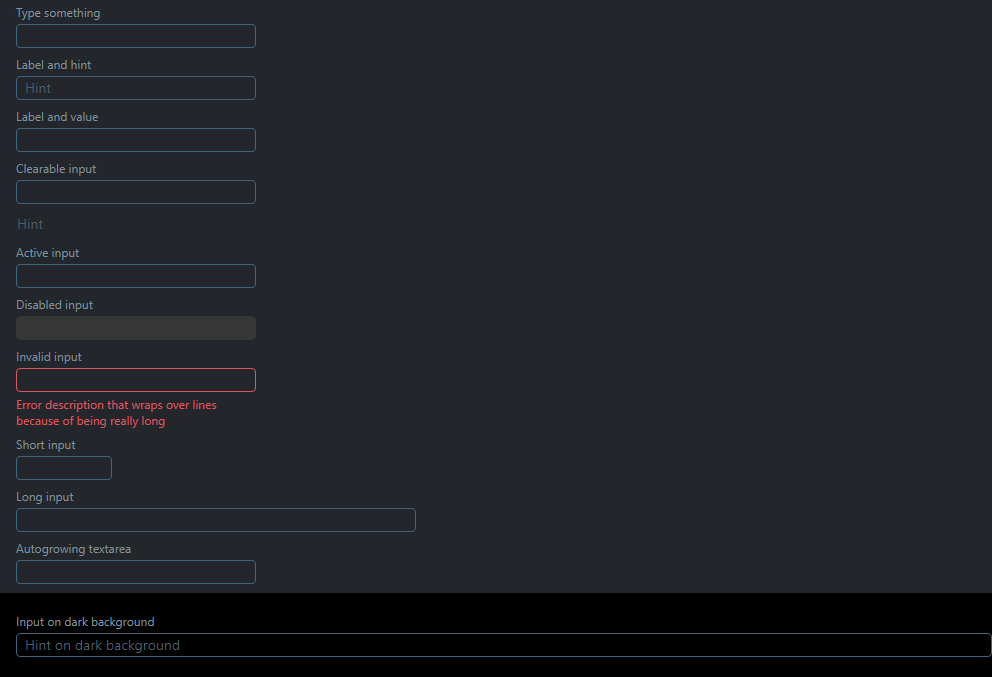 Type something
Label and hint
Hint
Label and value
Clearable input
Hint
Active input
Disabled input
Invalid input
Error description that wraps over lines
because of being really long
Short input
Long input
Autogrowing textarea
Input on dark background
Hint on dark background